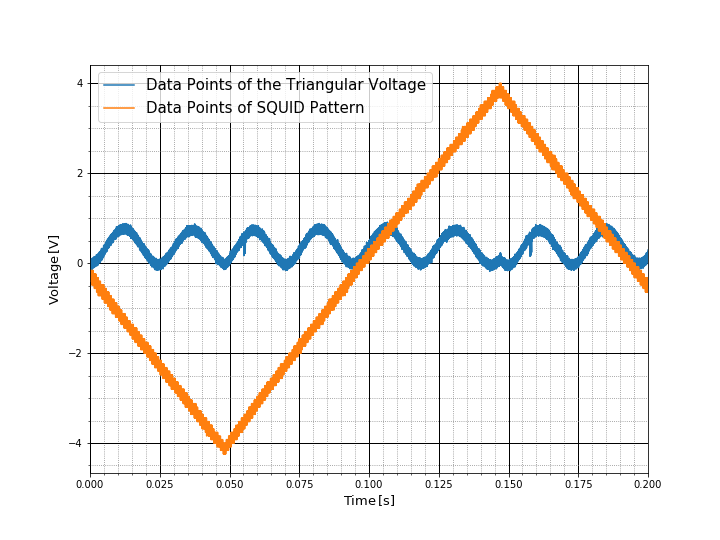 Data Points of the Triangular Voltage
Data Points of SQUID Pattern
4
2
0
−2
−4
Voltage [V]
0.000 0.025 0.050 0.075 0.100 0.125 0.150 0.175 0.200
Time [s]